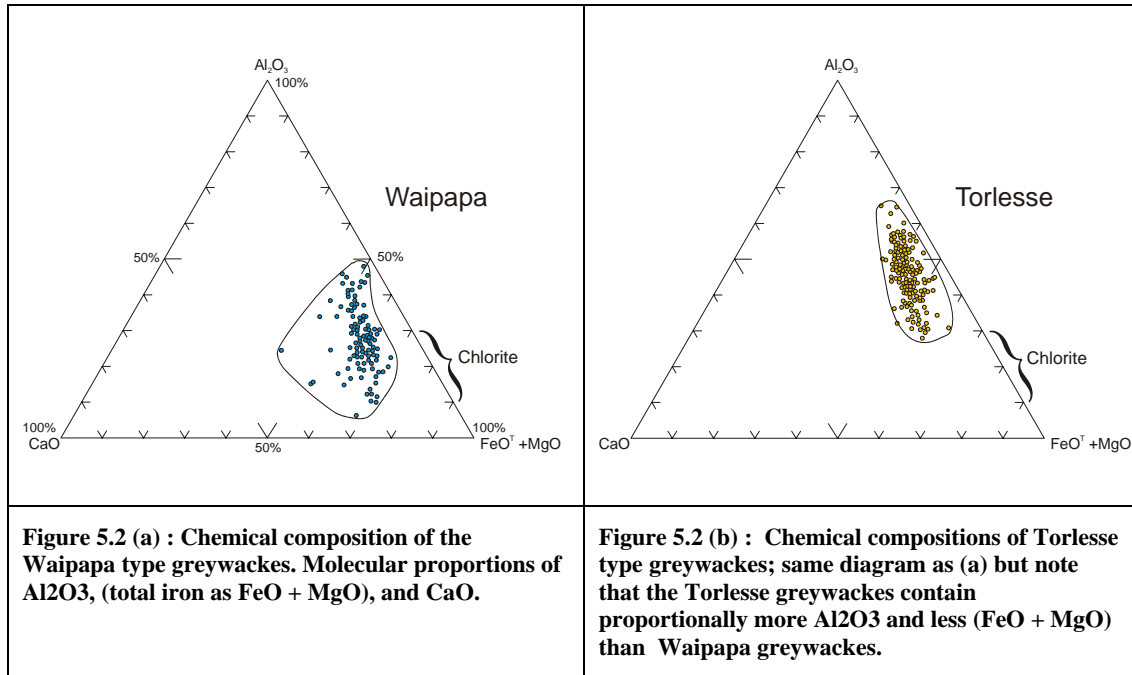 Al₂O₃
100%
Waipapa
50%
50%
Chlorite
100%
CaO
50%
100%
FeOᵀ +MgO
Al₂O₃
Torlesse
Chlorite
CaO
FeOᵀ +MgO
Figure 5.2 (a) : Chemical composition of the
Waipapa type greywackes. Molecular proportions of
Al2O3, (total iron as FeO + MgO), and CaO.
Figure 5.2 (b) : Chemical compositions of Torlesse
type greywackes; same diagram as (a) but note
that the Torlesse greywackes contain
proportionally more Al2O3 and less (FeO + MgO)
than Waipapa greywackes.